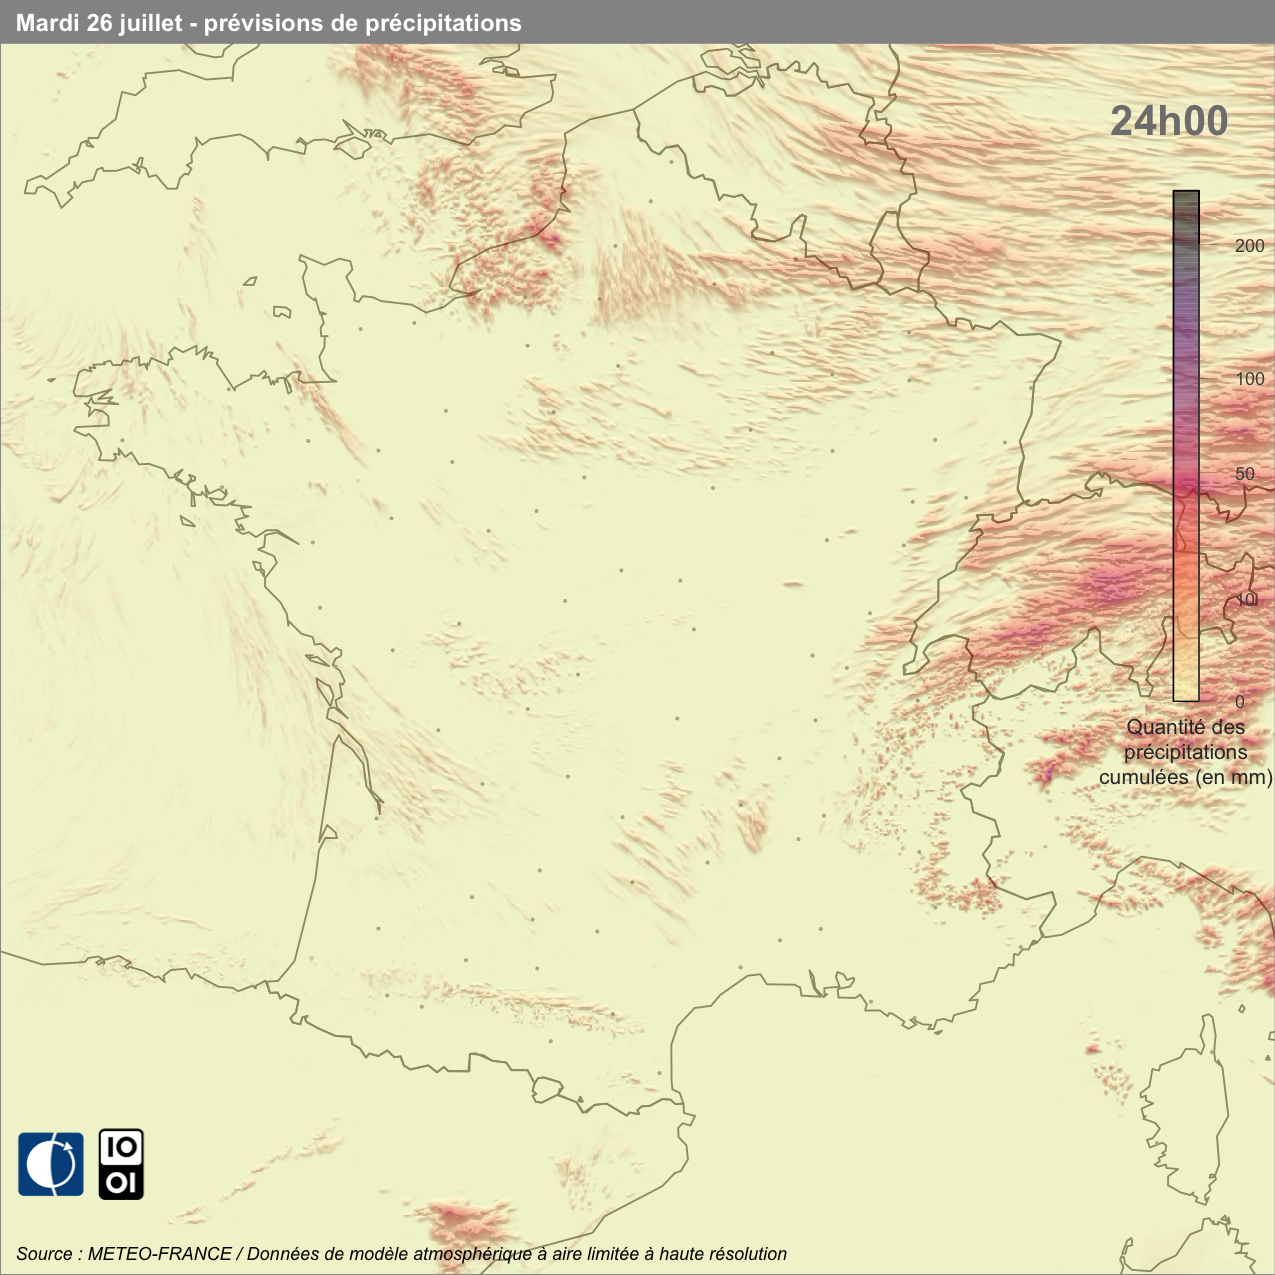 Mardi 26 juillet - prévisions de précipitations
24h00
200
100
50
10
0
Quantité des
précipitations
cumulées (en mm)
IO
OI
Source : METEO-FRANCE / Données de modèle atmosphérique à aire limitée à haute résolution